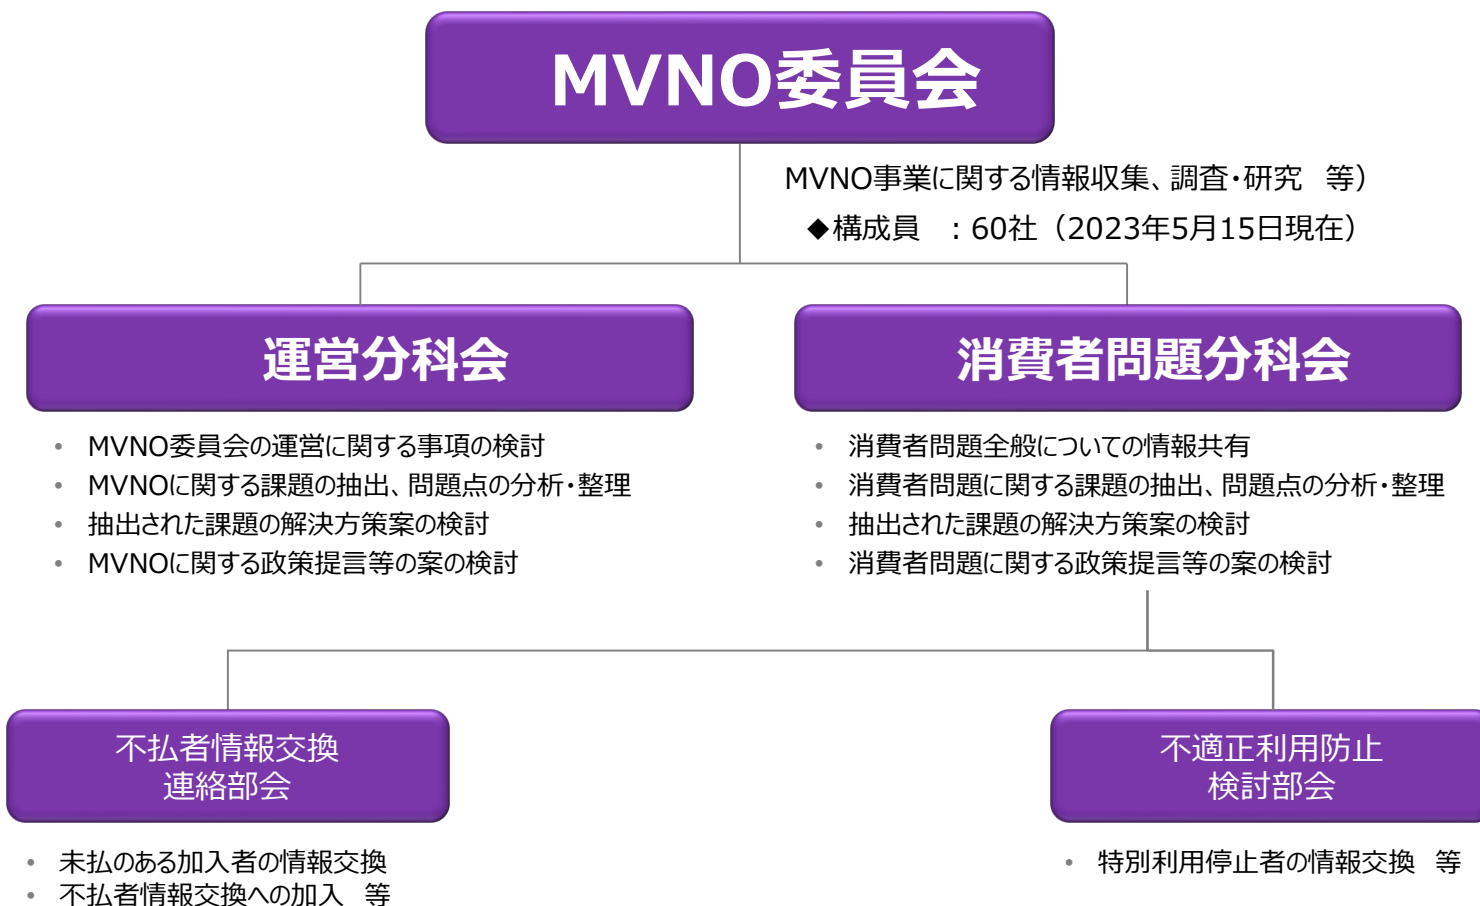 MVNO委員会
MVNO事業に関する情報収集、調査・研究　等）
◆構成員　：60社（2023年5月15日現在）
運営分科会
• MVNO委員会の運営に関する事項の検討
• MVNOに関する課題の抽出、問題点の分析・整理
• 抽出された課題の解決方策案の検討
• MVNOに関する政策提言等の案の検討
消費者問題分科会
• 消費者問題全般についての情報共有
• 消費者問題に関する課題の抽出、問題点の分析・整理
• 抽出された課題の解決方策案の検討
• 消費者問題に関する政策提言等の案の検討
不払者情報交換
連絡部会
• 未払のある加入者の情報交換
• 不払者情報交換への加入　等
不適正利用防止
検討部会
• 特別利用停止者の情報交換　等